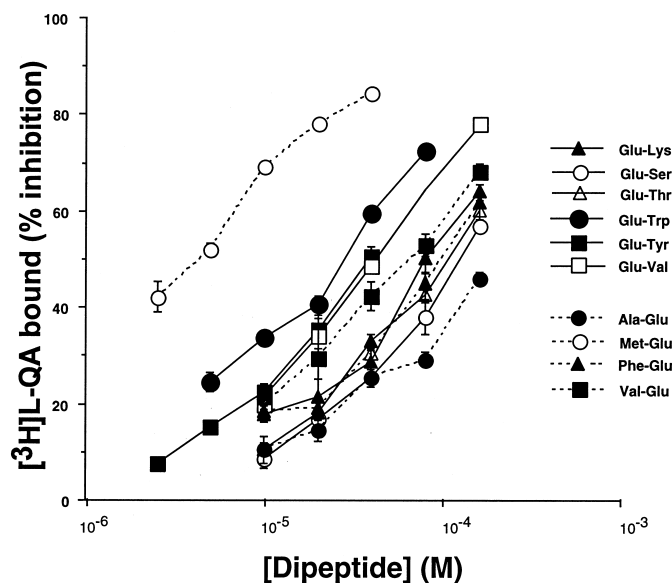 100
80
60
40
20
0
[³H]L-QA bound (% inhibition)
10⁻⁶
10⁻⁵
10⁻⁴
10⁻³
[Dipeptide] (M)
Glu-Lys
Glu-Ser
Glu-Thr
Glu-Trp
Glu-Tyr
Glu-Val
Ala-Glu
Met-Glu
Phe-Glu
Val-Glu